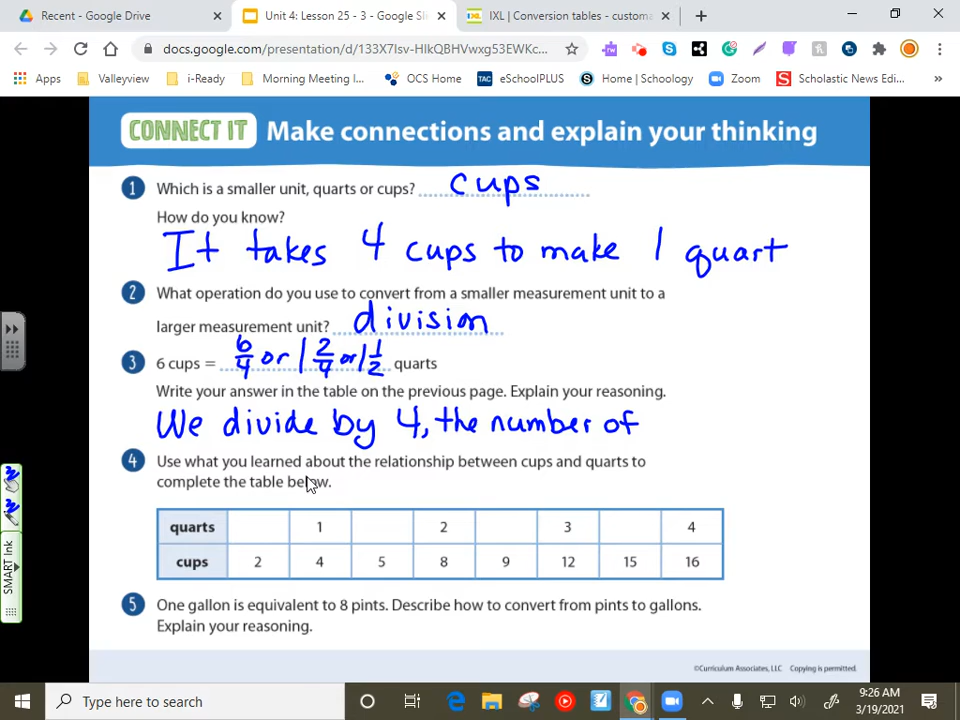 Recent - Google Drive
Unit 4: Lesson 25 - 3 - Google Sl
IXL | Conversion tables - custom
docs.google.com/presentation/d/133X7Isv-HlkQBHVwxg53EWKc...
Apps
Valleyview
i-Ready
Morning Meeting I...
OCS Home
TAC eSchoolPLUS
S Home | Schoology
Zoom
S Scholastic News Edi...
»
CONNECT IT Make connections and explain your thinking
1 Which is a smaller unit, quarts or cups? cups
How do you know?
It takes 4 cups to make 1 quart
2 What operation do you use to convert from a smaller measurement unit to a
larger measurement unit? division
3 6 cups = 6/4 or 1 2/4 or 1 1/2 quarts
Write your answer in the table on the previous page. Explain your reasoning.
We divide by 4, the number of
4 Use what you learned about the relationship between cups and quarts to
complete the table below.
quarts 1 2 3 4
cups 2 4 5 8 9 12 15 16
5 One gallon is equivalent to 8 pints. Describe how to convert from pints to gallons.
Explain your reasoning.
©Curriculum Associates, LLC Copying is permitted.
SMART Ink
Type here to search
9:26 AM
3/19/2021